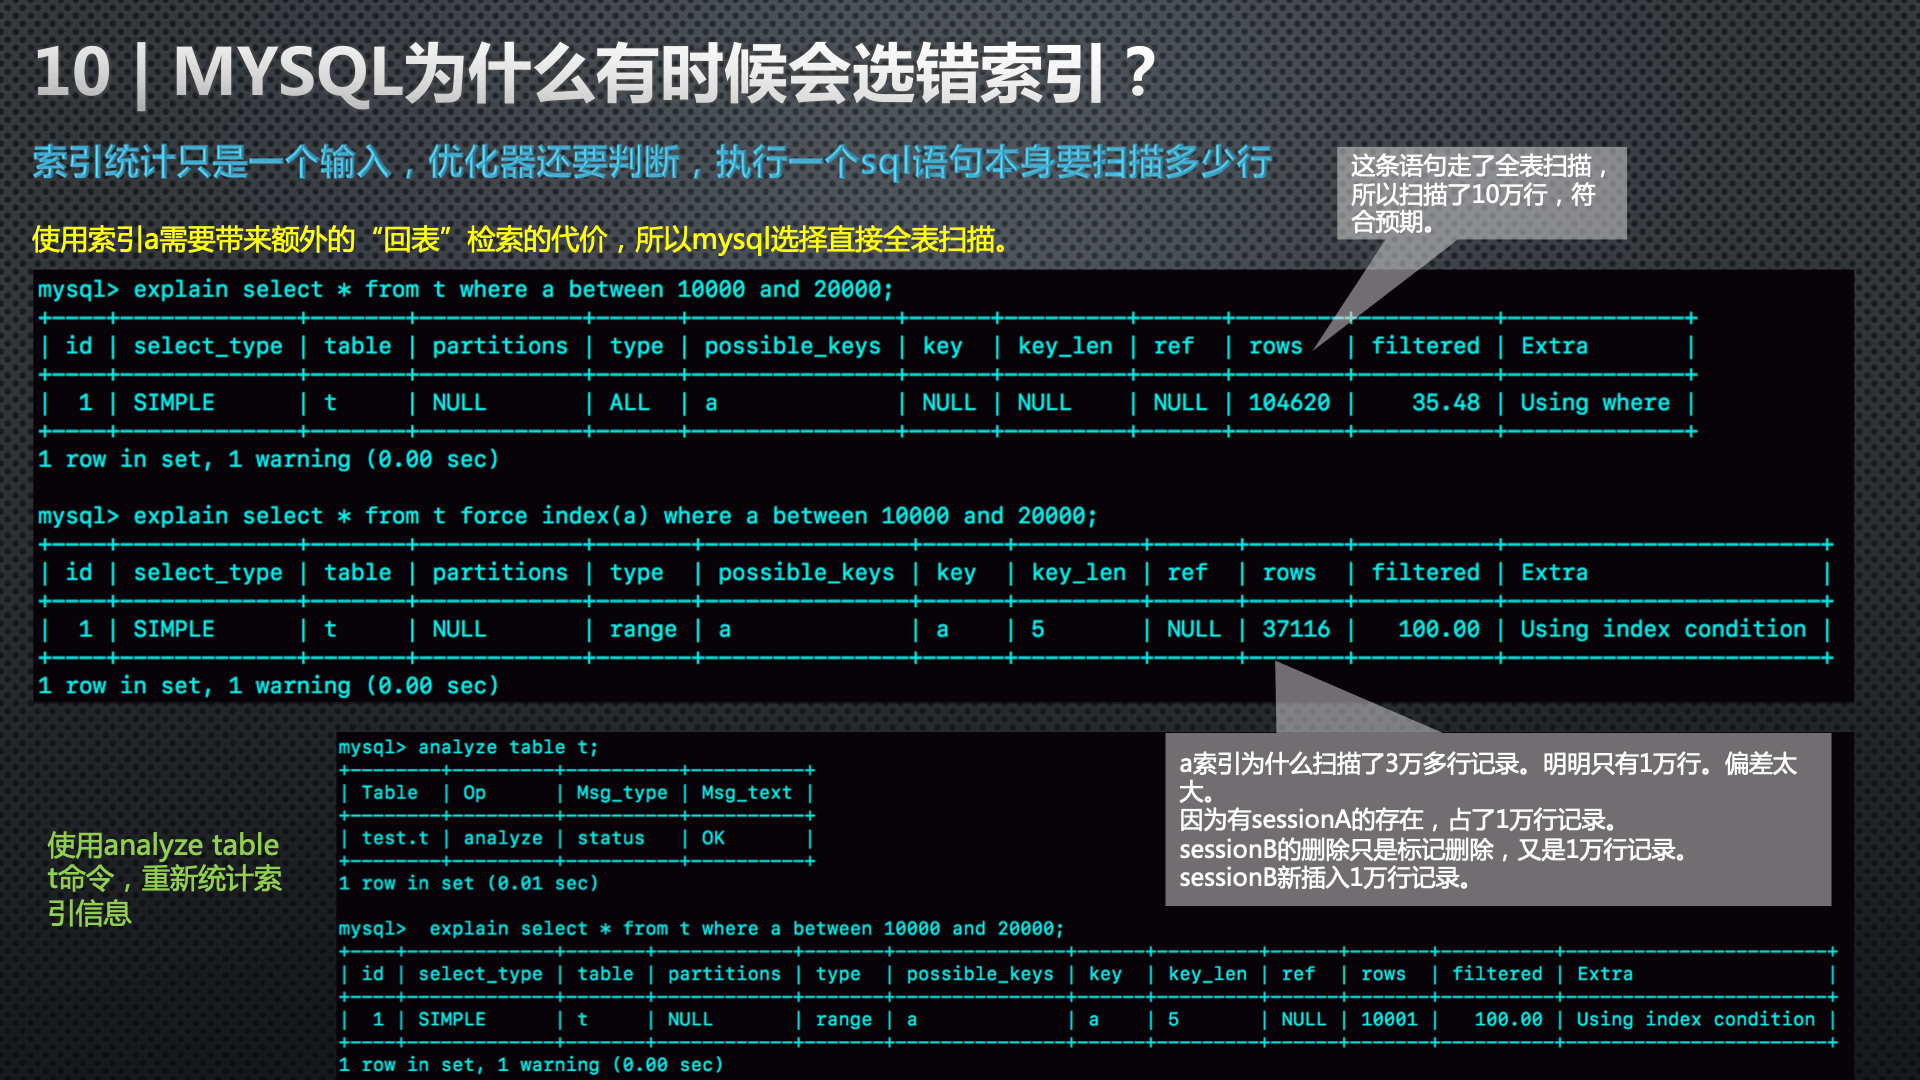 10 | MYSQL为什么有时候会选错索引？
索引统计只是一个输入，优化器还要判断，执行一个sql语句本身要扫描多少行
这条语句走了全表扫描，
所以扫描了10万行，符
合预期。
使用索引a需要带来额外的“回表”检索的代价，所以mysql选择直接全表扫描。
mysql> explain select * from t where a between 10000 and 20000;
+----+-------------+-------+------------+------+---------------+------+---------+------+--------+----------+-------------+
| id | select_type | table | partitions | type | possible_keys | key  | key_len | ref  | rows   | filtered | Extra       |
+----+-------------+-------+------------+------+---------------+------+---------+------+--------+----------+-------------+
|  1 | SIMPLE      | t     | NULL       | ALL  | a             | NULL | NULL    | NULL | 104620 |    35.48 | Using where |
+----+-------------+-------+------------+------+---------------+------+---------+------+--------+----------+-------------+
1 row in set, 1 warning (0.00 sec)
mysql> explain select * from t force index(a) where a between 10000 and 20000;
+----+-------------+-------+------------+-------+---------------+------+---------+------+-------+----------+-----------------------+
| id | select_type | table | partitions | type  | possible_keys | key  | key_len | ref  | rows  | filtered | Extra                 |
+----+-------------+-------+------------+-------+---------------+------+---------+------+-------+----------+-----------------------+
|  1 | SIMPLE      | t     | NULL       | range | a             | a    | 5       | NULL | 37116 |   100.00 | Using index condition |
+----+-------------+-------+------------+-------+---------------+------+---------+------+-------+----------+-----------------------+
1 row in set, 1 warning (0.00 sec)
a索引为什么扫描了3万多行记录。明明只有1万行。偏差太
大。
因为有sessionA的存在，占了1万行记录。
sessionB的删除只是标记删除，又是1万行记录。
sessionB新插入1万行记录。
使用analyze table
t命令，重新统计索
引信息
mysql> analyze table t;
+--------+---------+----------+----------+
| Table  | Op      | Msg_type | Msg_text |
+--------+---------+----------+----------+
| test.t | analyze | status   | OK       |
+--------+---------+----------+----------+
1 row in set (0.01 sec)
mysql>  explain select * from t where a between 10000 and 20000;
+----+-------------+-------+------------+-------+---------------+------+---------+------+-------+----------+-----------------------+
| id | select_type | table | partitions | type  | possible_keys | key  | key_len | ref  | rows  | filtered | Extra                 |
+----+-------------+-------+------------+-------+---------------+------+---------+------+-------+----------+-----------------------+
|  1 | SIMPLE      | t     | NULL       | range | a             | a    | 5       | NULL | 10001 |   100.00 | Using index condition |
+----+-------------+-------+------------+-------+---------------+------+---------+------+-------+----------+-----------------------+
1 row in set, 1 warning (0.00 sec)